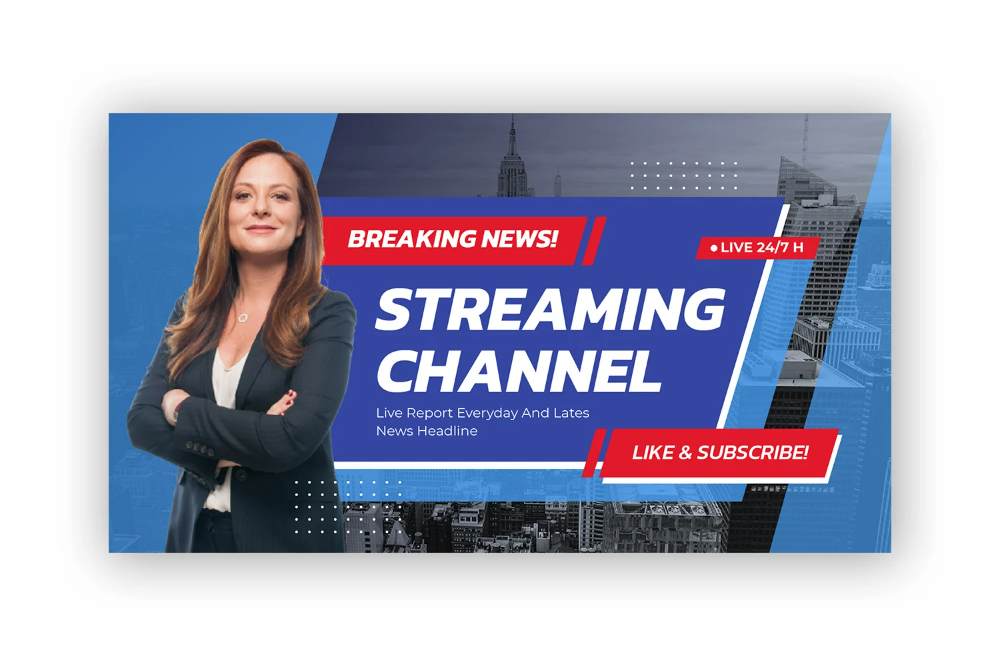 BREAKING NEWS!
LIVE 24/7 H
STREAMING
CHANNEL
Live Report Everyday And Lates
News Headline
LIKE & SUBSCRIBE!